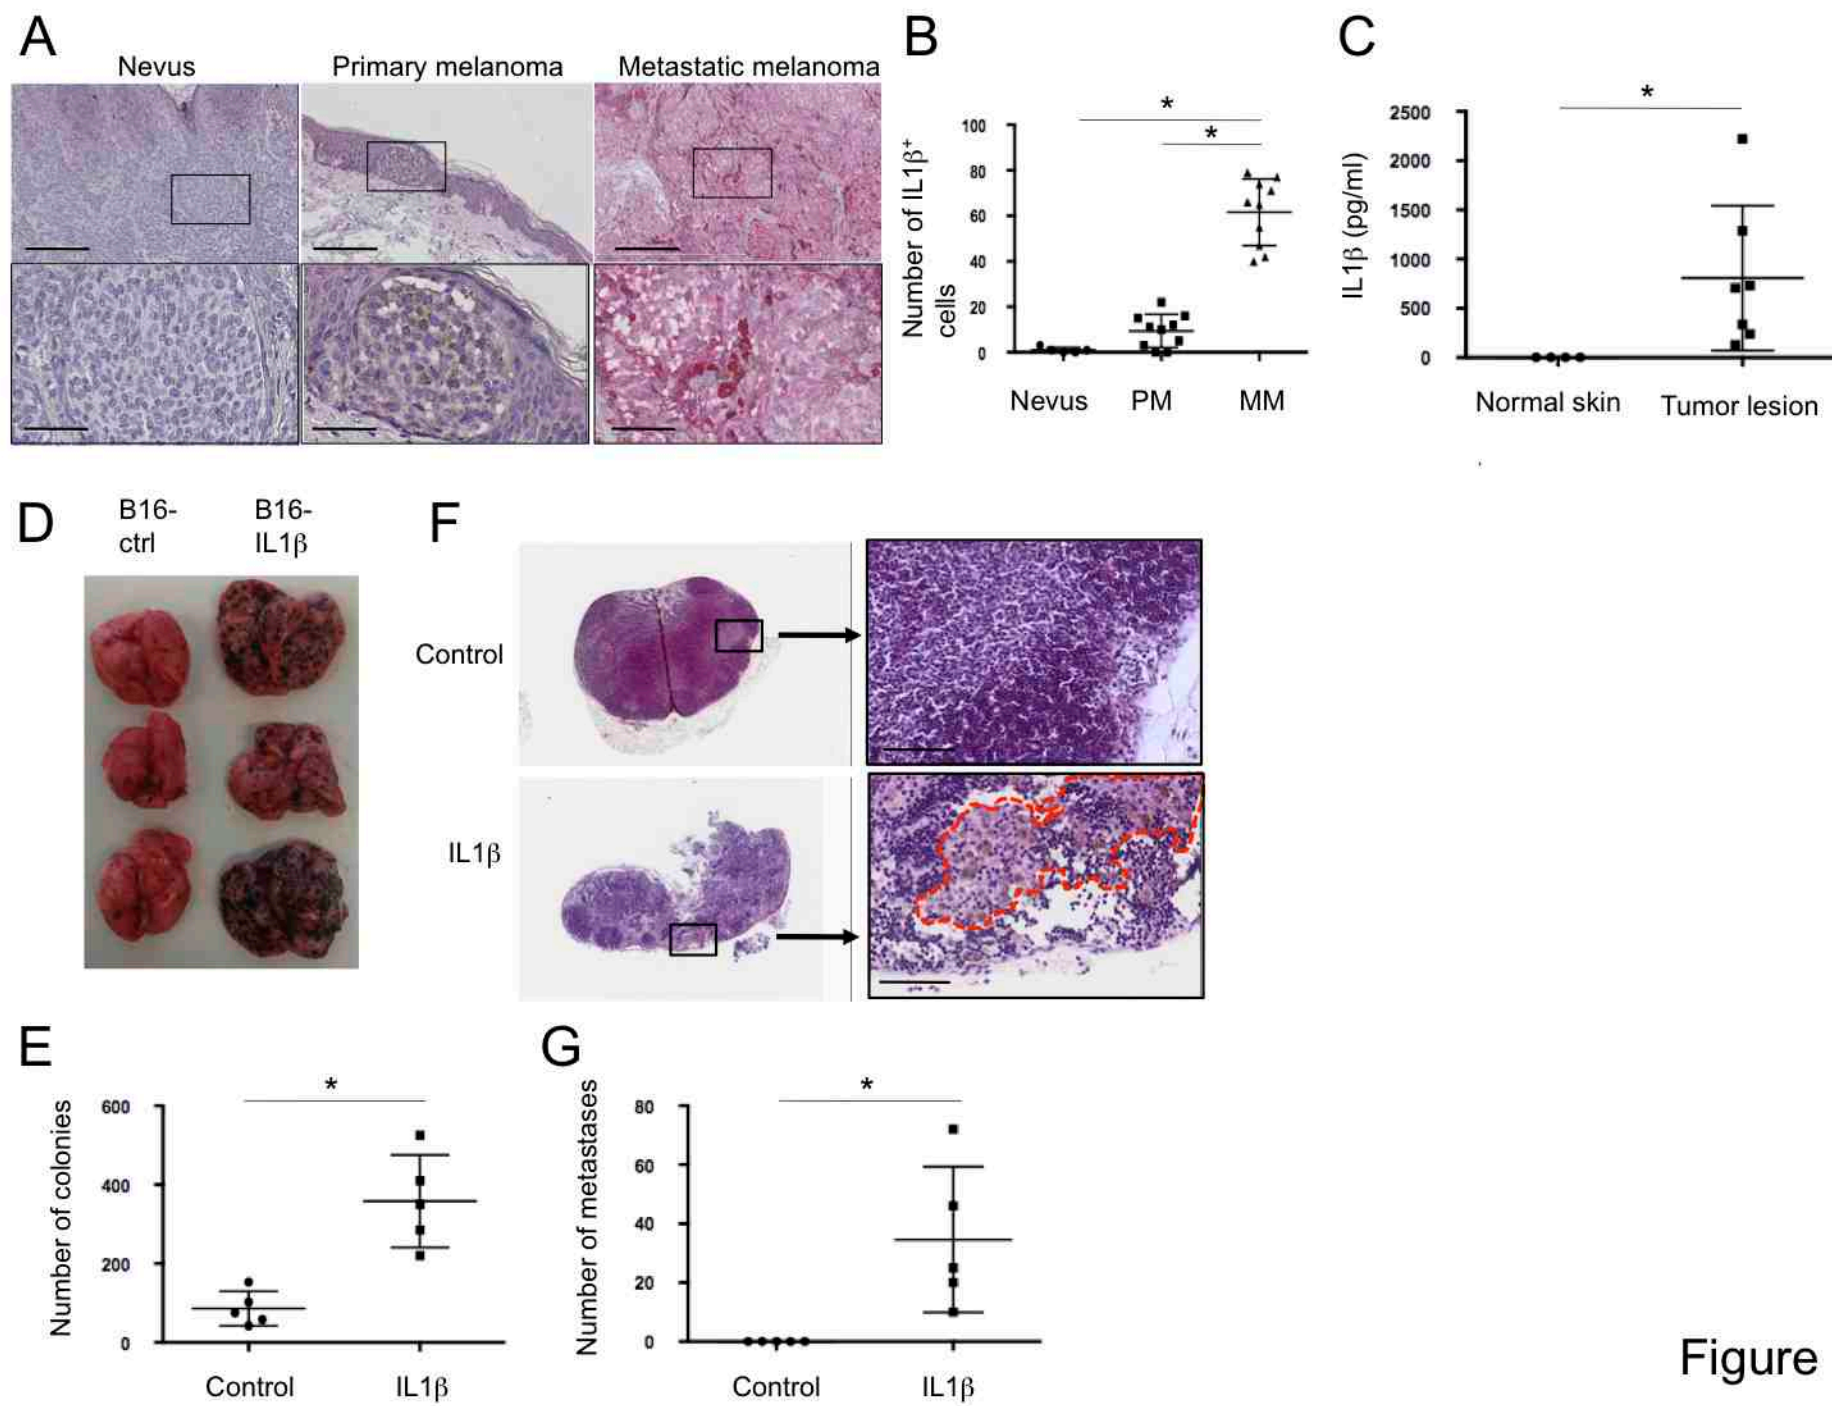 A
Nevus
Primary melanoma
Metastatic melanoma
B
*
*
Number of IL1β+
cells
100
80
60
40
20
0
Nevus
PM
MM
C
*
IL1β (pg/ml)
2500
2000
1500
1000
500
0
Normal skin
Tumor lesion
D
B16-
ctrl
B16-
IL1β
F
Control
IL1β
E
*
Number of colonies
600
400
200
0
Control
IL1β
G
*
Number of metastases
80
60
40
20
0
Control
IL1β
Figure